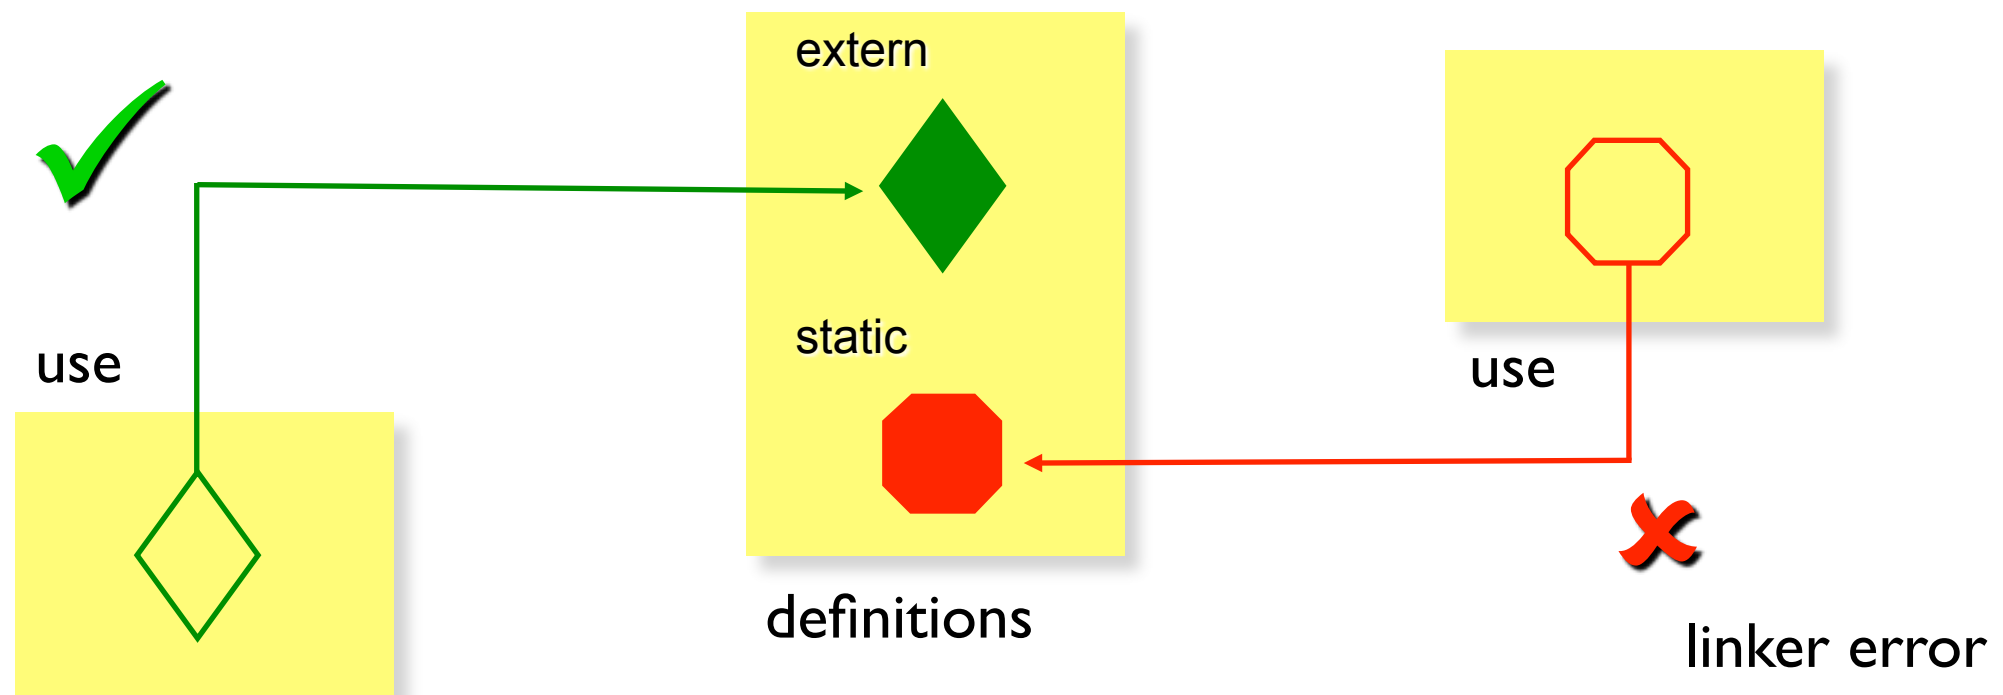 extern
static
use
use
definitions
linker error